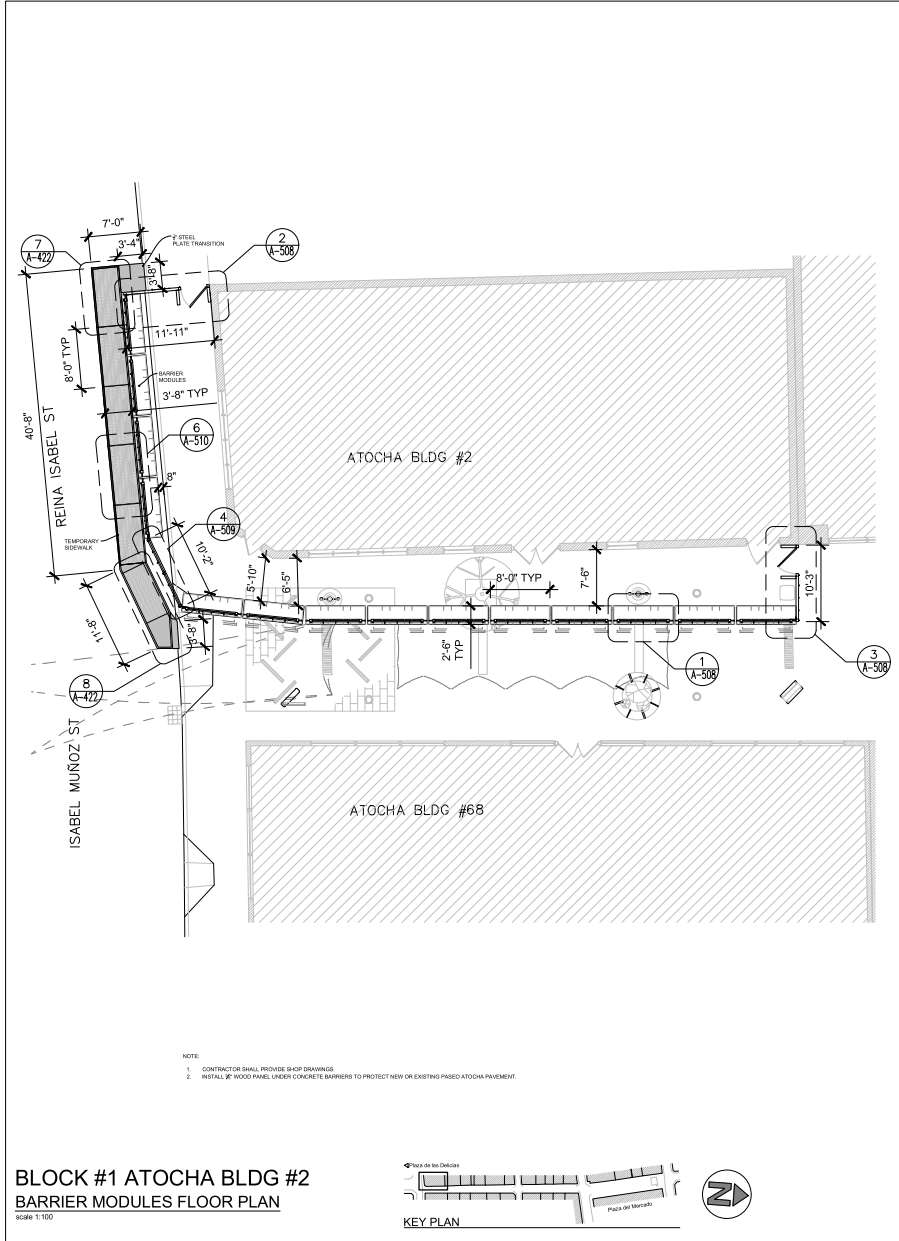 7'-0"
3'-4"
STEEL
PLATE TRANSITION
7
A-422
2
A-508
3'-8"
11'-11"
8'-0" TYP
BARRIER
MODULES
3'-8" TYP
40'-8"
REINA ISABEL ST
6
A-510
ATOCHA BLDG #2
8"
4
A-509
TEMPORARY
SIDEWALK
10'-2"
5'-10"
6'-5"
8'-0" TYP
7'-6"
10'-3"
11'-8"
3'-8"
2'-6"
TYP
1
A-508
3
A-508
8
A-422
ISABEL MUÑOZ ST
ATOCHA BLDG #68
NOTE:
1. CONTRACTOR SHALL PROVIDE SHOP DRAWINGS.
2. INSTALL WOOD PANEL UNDER CONCRETE BARRIERS TO PROTECT NEW OR EXISTING PASEO ATOCHA PAVEMENT.
BLOCK #1 ATOCHA BLDG #2
BARRIER MODULES FLOOR PLAN
scale 1:100
Plaza de las Delicias
Plaza del Mercado
KEY PLAN
N